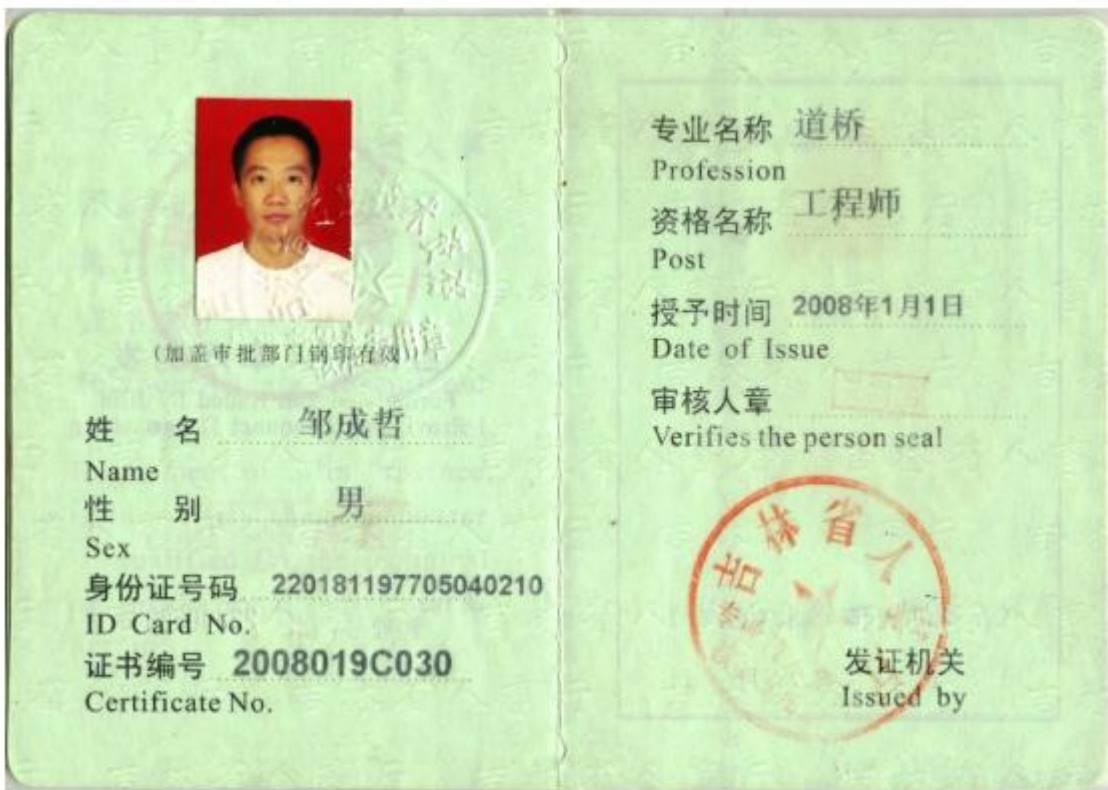 (加盖审批部门钢印有效)
姓 名 邹成哲
Name
性 别 男
Sex
身份证号码 220181197705040210
ID Card No.
证书编号 2008019C030
Certificate No.
专业名称 道桥
Profession
资格名称 工程师
Post
授予时间 2008年1月1日
Date of Issue
审核人章
Verifies the person seal
吉林省人
发证机关
Issued by